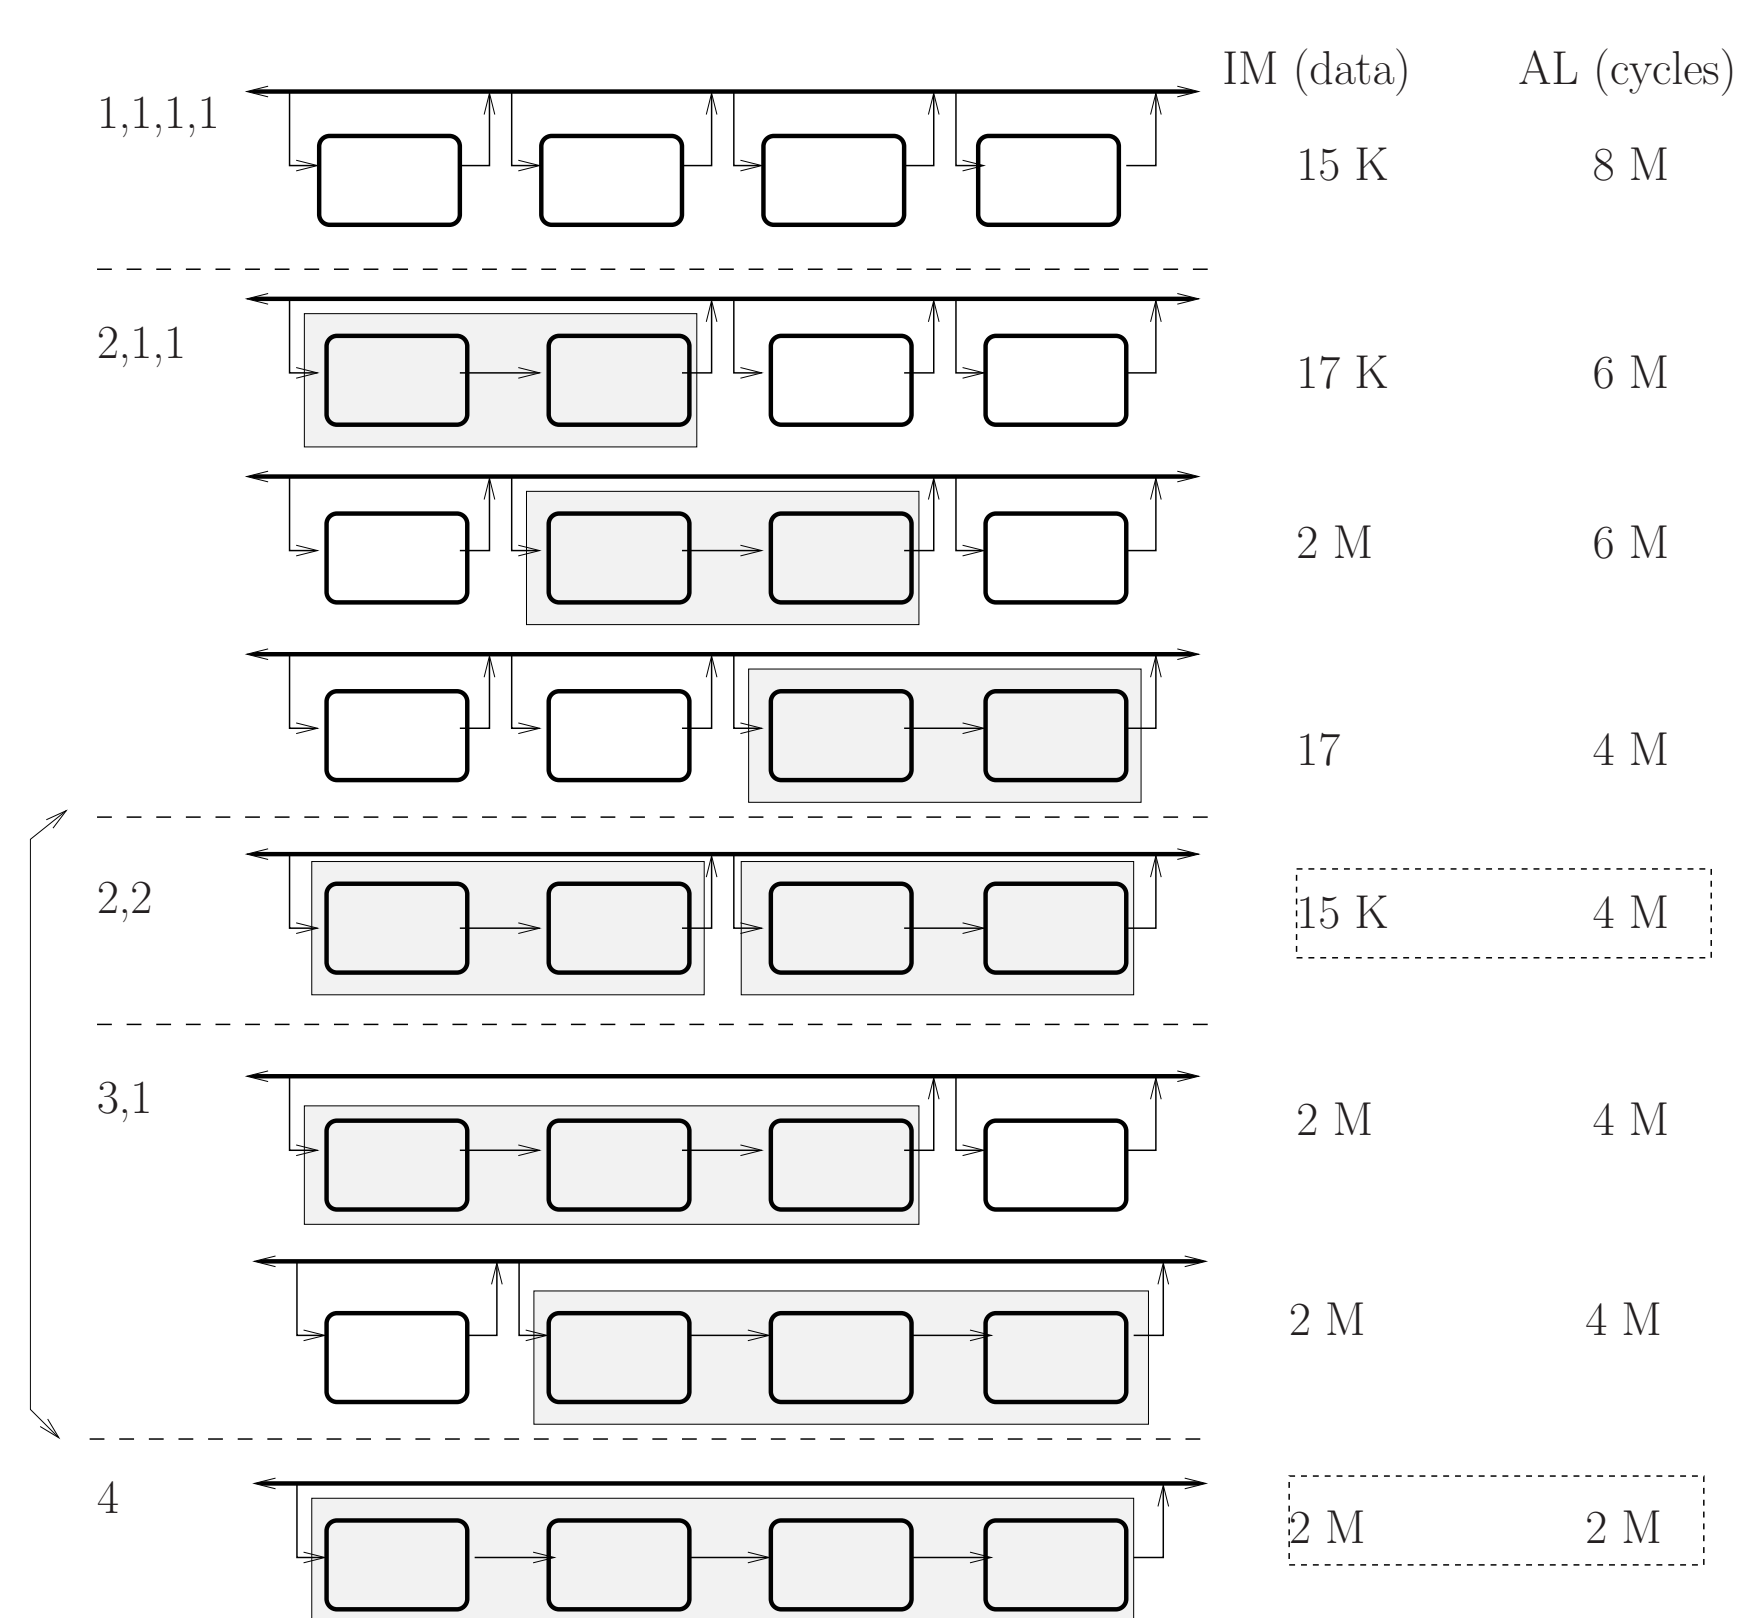 IM (data) AL (cycles)
1,1,1,1
15 K 8 M
2,1,1
17 K 6 M
2 M 6 M
17 4 M
2,2
15 K 4 M
3,1
2 M 4 M
2 M 4 M
4
2 M 2 M